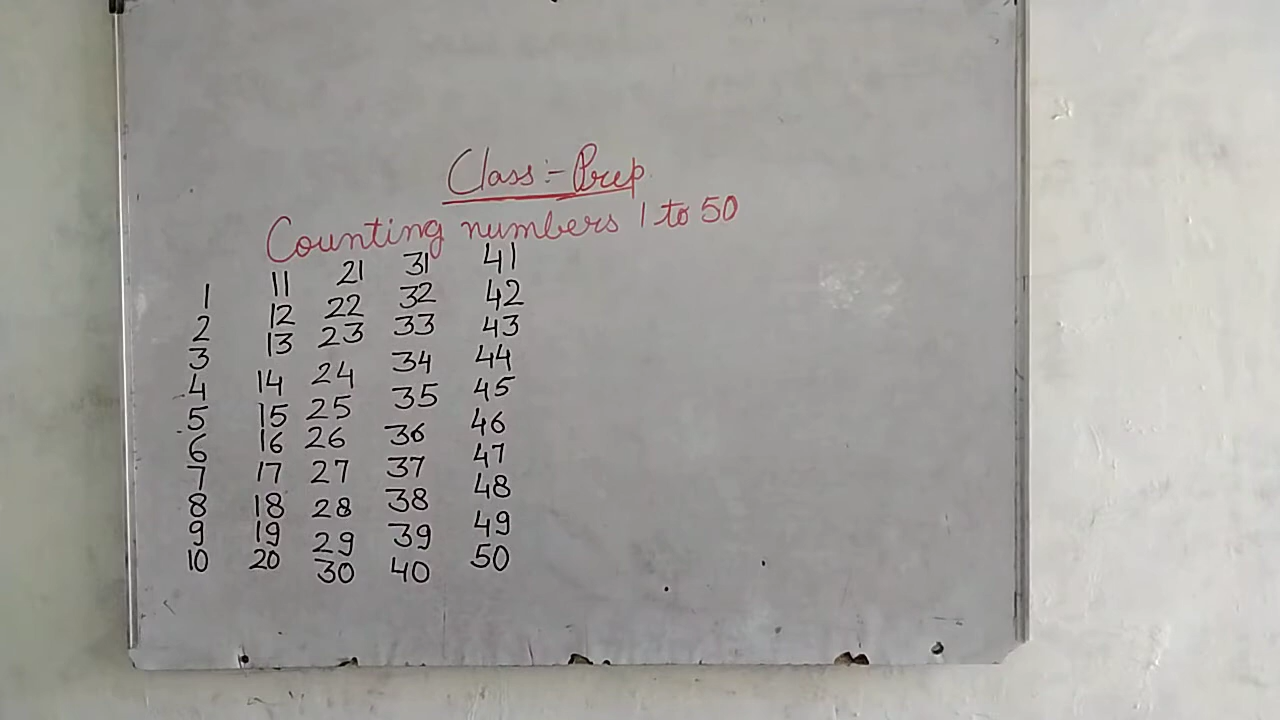 Class :- Prep
Counting numbers 1 to 50
1 11 21 31 41
2 12 22 32 42
3 13 23 33 43
4 14 24 34 44
5 15 25 35 45
6 16 26 36 46
7 17 27 37 47
8 18 28 38 48
9 19 29 39 49
10 20 30 40 50